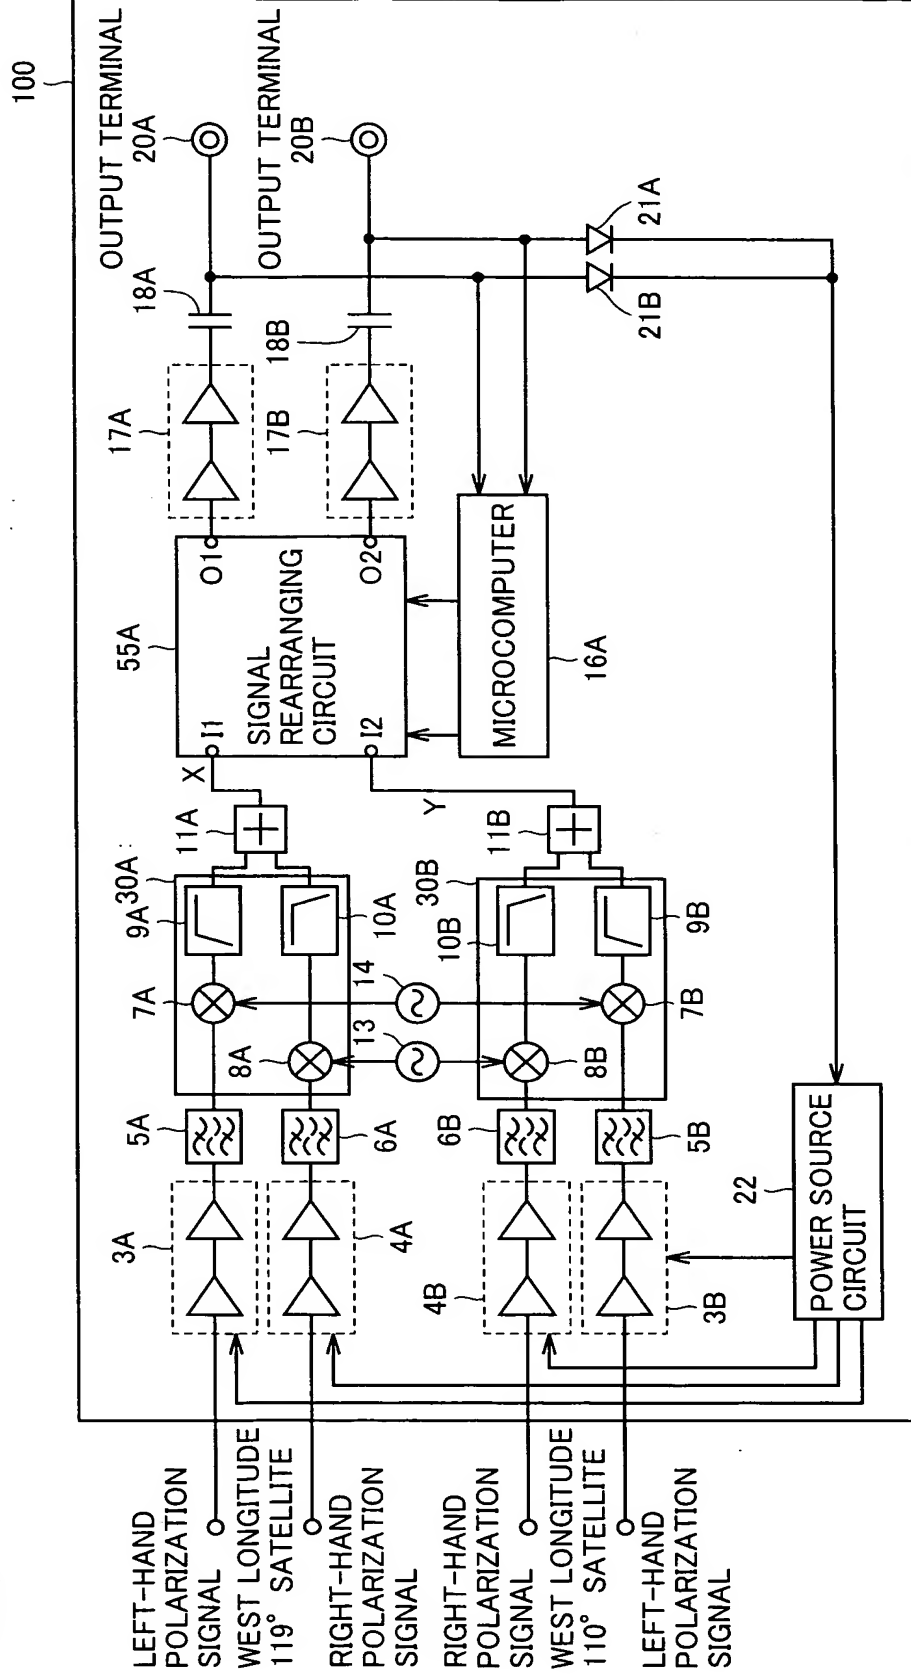 100
OUTPUT TERMINAL
20A
OUTPUT TERMINAL
20B
18A
18B
21A
21B
17A
17B
55A
O1
O2
SIGNAL
REARRANGING
CIRCUIT
I1
I2
MICROCOMPUTER
16A
X
Y
11A
11B
30A
30B
9A
10A
10B
9B
7A
14
7B
8A
13
8B
5A
6A
6B
5B
3A
4A
4B
3B
22
POWER SOURCE
CIRCUIT
LEFT-HAND
POLARIZATION
SIGNAL
WEST LONGITUDE
119° SATELLITE
RIGHT-HAND
POLARIZATION
SIGNAL
RIGHT-HAND
POLARIZATION
SIGNAL
WEST LONGITUDE
110° SATELLITE
LEFT-HAND
POLARIZATION
SIGNAL